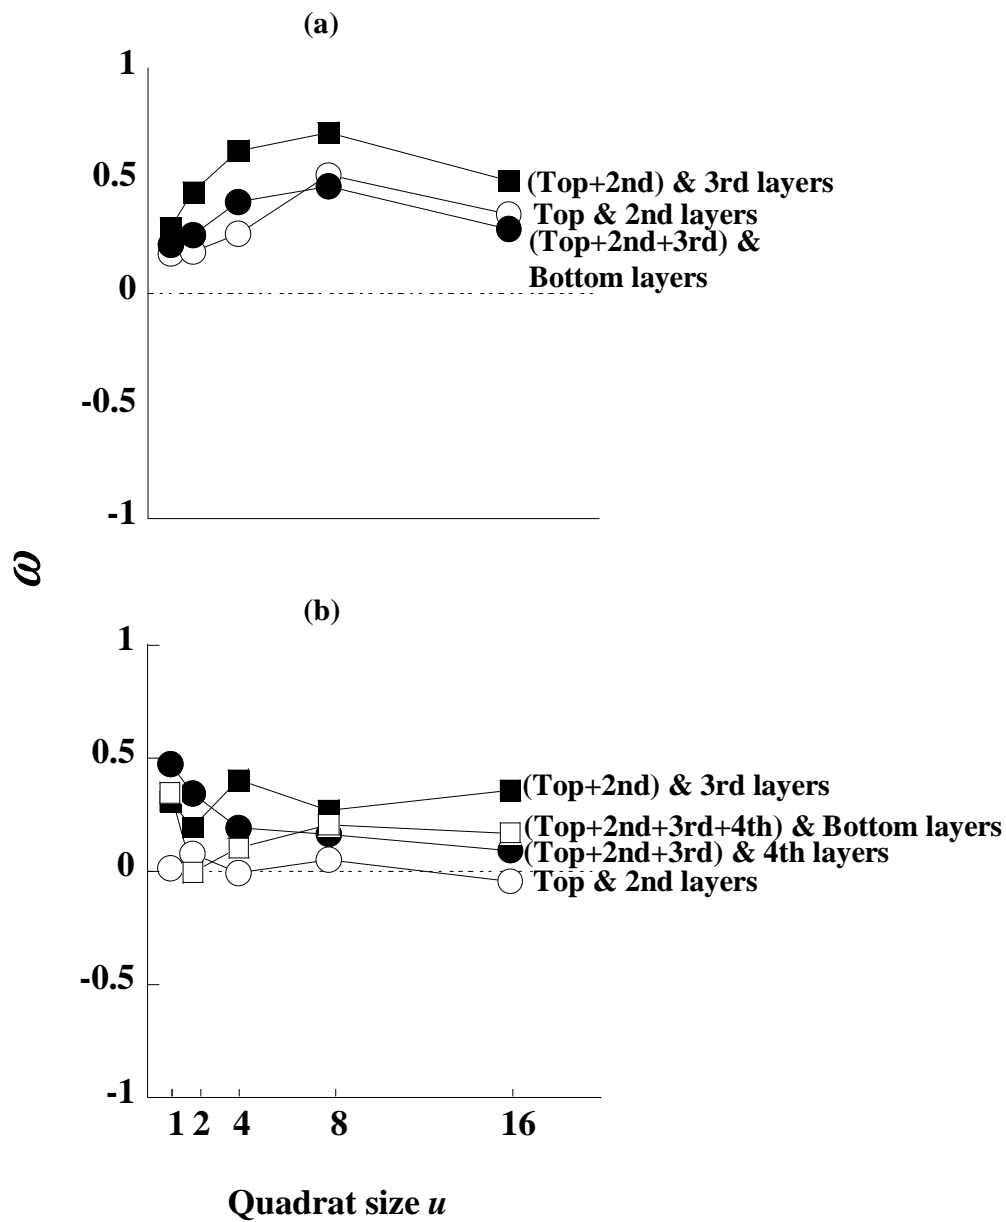 (a)
1
0.5
0
-0.5
-1
(Top+2nd) & 3rd layers
Top & 2nd layers
(Top+2nd+3rd) &
Bottom layers
ω
(b)
1
0.5
0
-0.5
-1
(Top+2nd) & 3rd layers
(Top+2nd+3rd+4th) & Bottom layers
(Top+2nd+3rd) & 4th layers
Top & 2nd layers
1 2 4 8 16
Quadrat size u